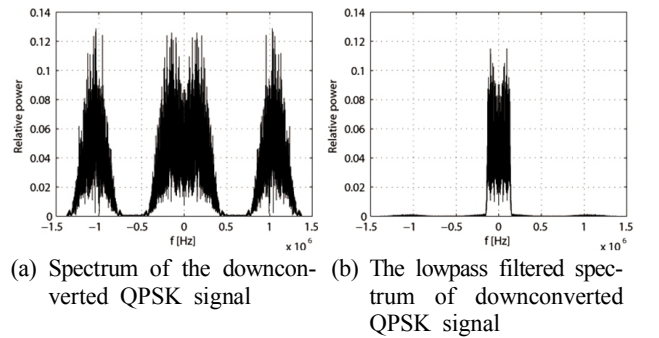 0.14
0.12
0.1
0.08
0.06
0.04
0.02
0
Relative power
−1.5 −1 −0.5 0 0.5 1 1.5
f [Hz]
x 10^6
0.14
0.12
0.1
0.08
0.06
0.04
0.02
0
Relative power
−1.5 −1 −0.5 0 0.5 1 1.5
f [Hz]
x 10^6
(a) Spectrum of the downcon-
verted QPSK signal
(b) The lowpass filtered spec-
trum of downconverted
QPSK signal